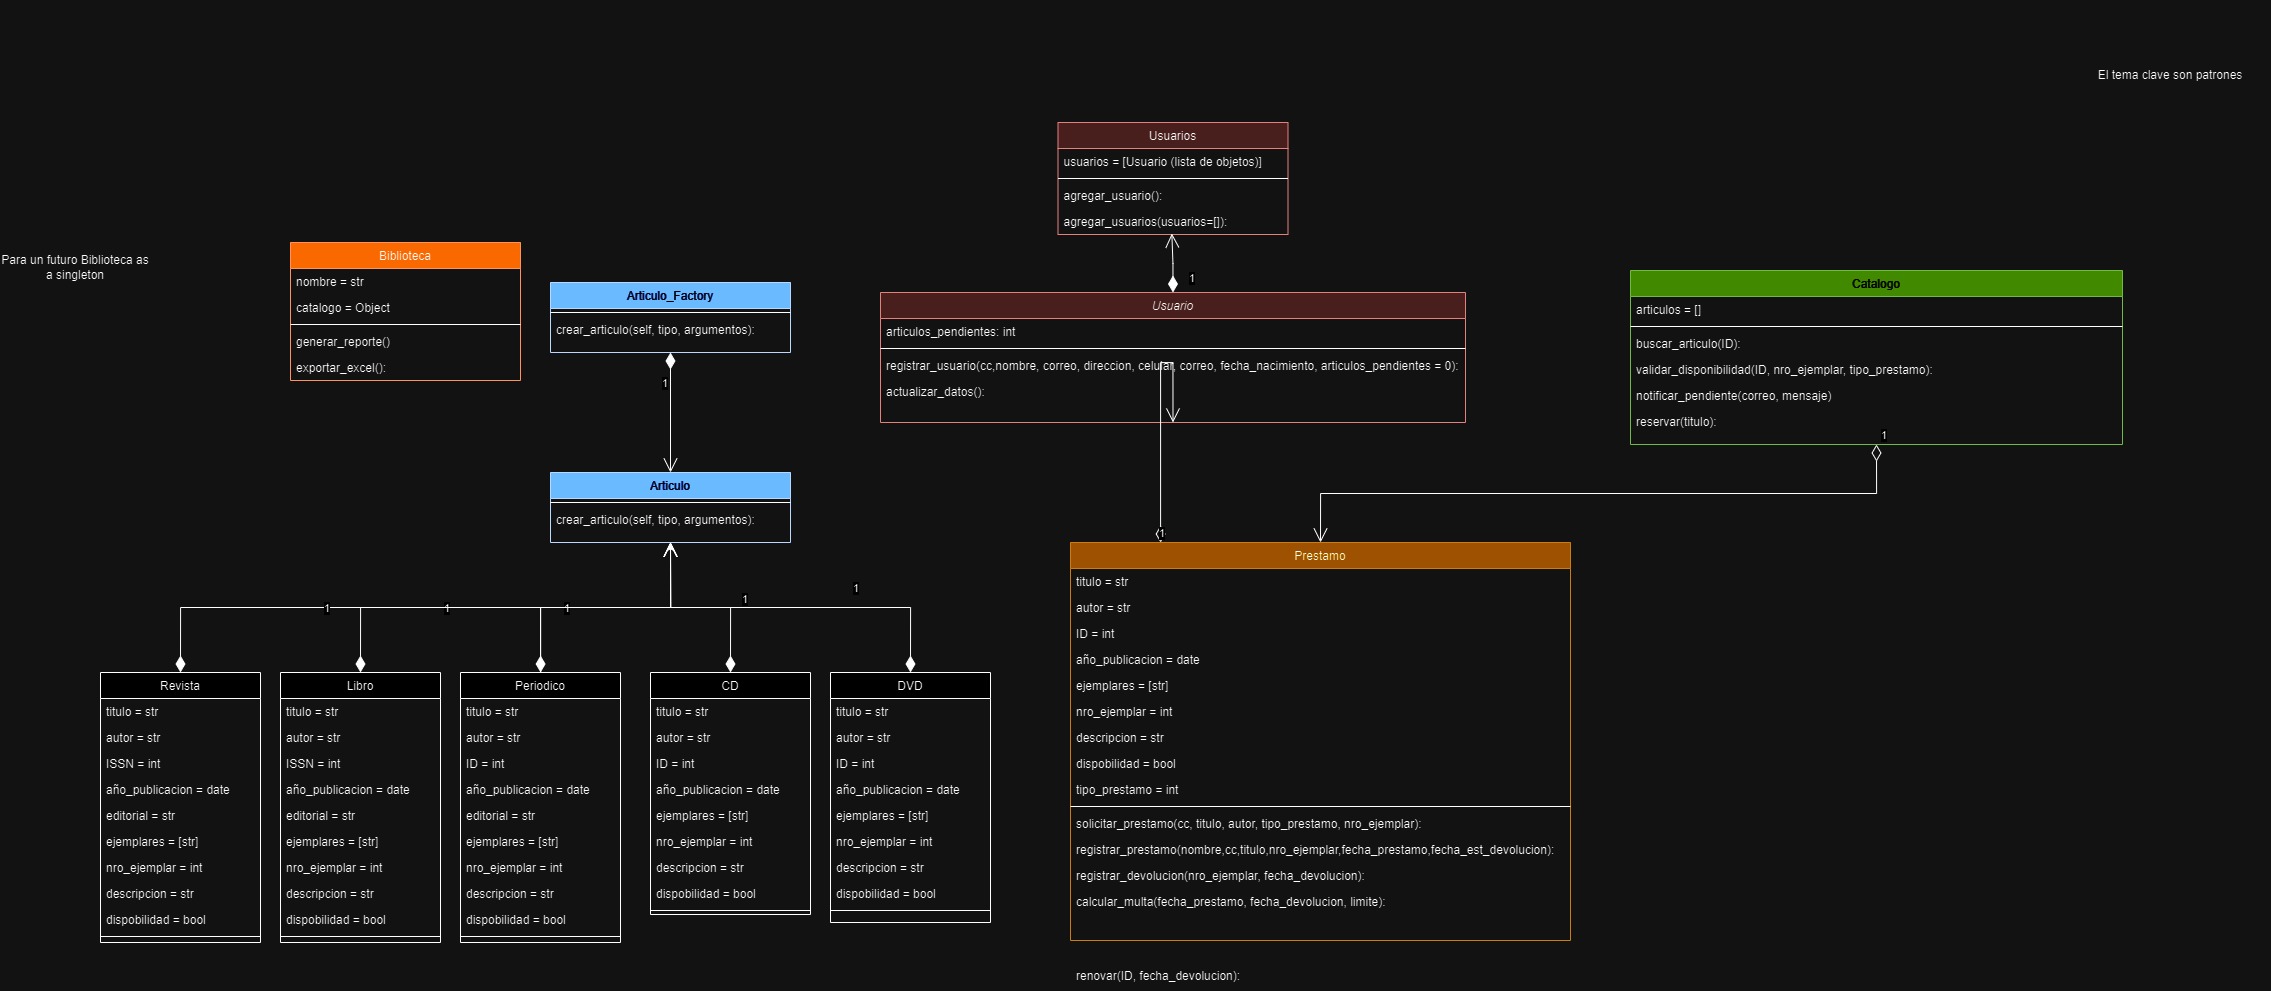 El tema clave son patrones
Para un futuro Biblioteca as
a singleton
Biblioteca
nombre = str
catalogo = Object
generar_reporte()
exportar_excel():
Articulo_Factory
crear_articulo(self, tipo, argumentos):
1
Articulo
crear_articulo(self, tipo, argumentos):
Usuarios
usuarios = [Usuario (lista de objetos)]
agregar_usuario():
agregar_usuarios(usuarios=[]):
1
Usuario
articulos_pendientes: int
registrar_usuario(cc,nombre, correo, direccion, celular, correo, fecha_nacimiento, articulos_pendientes = 0):
actualizar_datos():
Catalogo
articulos = []
buscar_articulo(ID):
validar_disponibilidad(ID, nro_ejemplar, tipo_prestamo):
notificar_pendiente(correo, mensaje)
reservar(titulo):
1
1
1
1
1
1
1
Revista
titulo = str
autor = str
ISSN = int
año_publicacion = date
editorial = str
ejemplares = [str]
nro_ejemplar = int
descripcion = str
dispobilidad = bool
Libro
titulo = str
autor = str
ISSN = int
año_publicacion = date
editorial = str
ejemplares = [str]
nro_ejemplar = int
descripcion = str
dispobilidad = bool
Periodico
titulo = str
autor = str
ID = int
año_publicacion = date
editorial = str
ejemplares = [str]
nro_ejemplar = int
descripcion = str
dispobilidad = bool
CD
titulo = str
autor = str
ID = int
año_publicacion = date
ejemplares = [str]
nro_ejemplar = int
descripcion = str
dispobilidad = bool
DVD
titulo = str
autor = str
ID = int
año_publicacion = date
ejemplares = [str]
nro_ejemplar = int
descripcion = str
dispobilidad = bool
Prestamo
titulo = str
autor = str
ID = int
año_publicacion = date
ejemplares = [str]
nro_ejemplar = int
descripcion = str
dispobilidad = bool
tipo_prestamo = int
solicitar_prestamo(cc, titulo, autor, tipo_prestamo, nro_ejemplar):
registrar_prestamo(nombre,cc,titulo,nro_ejemplar,fecha_prestamo,fecha_est_devolucion):
registrar_devolucion(nro_ejemplar, fecha_devolucion):
calcular_multa(fecha_prestamo, fecha_devolucion, limite):
renovar(ID, fecha_devolucion):